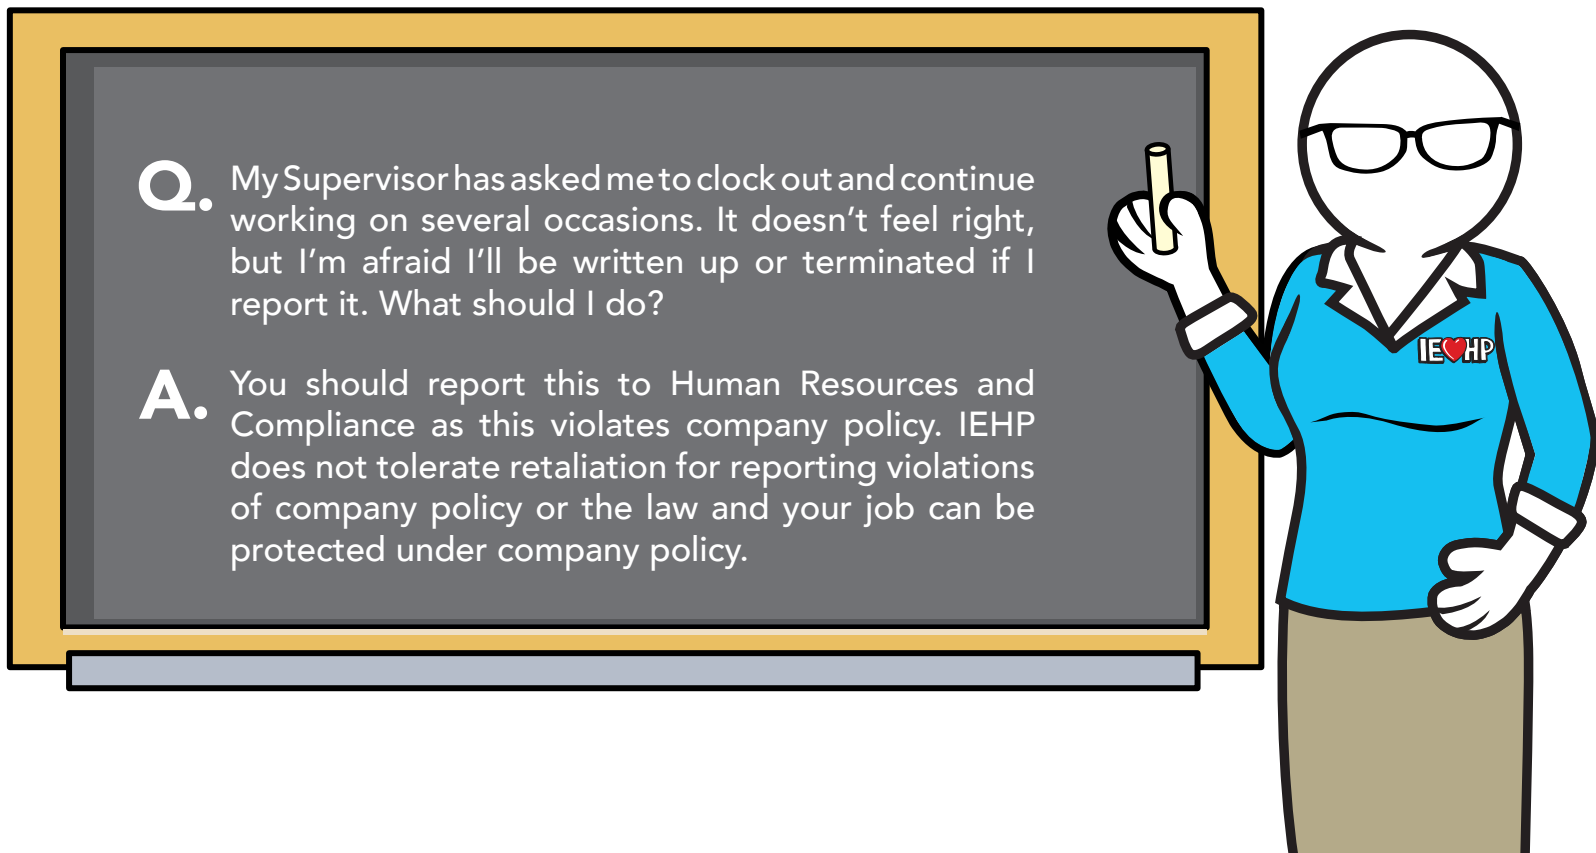 Q. My Supervisor has asked me to clock out and continue
working on several occasions. It doesn’t feel right,
but I’m afraid I’ll be written up or terminated if I
report it. What should I do?
A. You should report this to Human Resources and
Compliance as this violates company policy. IEHP
does not tolerate retaliation for reporting violations
of company policy or the law and your job can be
protected under company policy.
IEHP